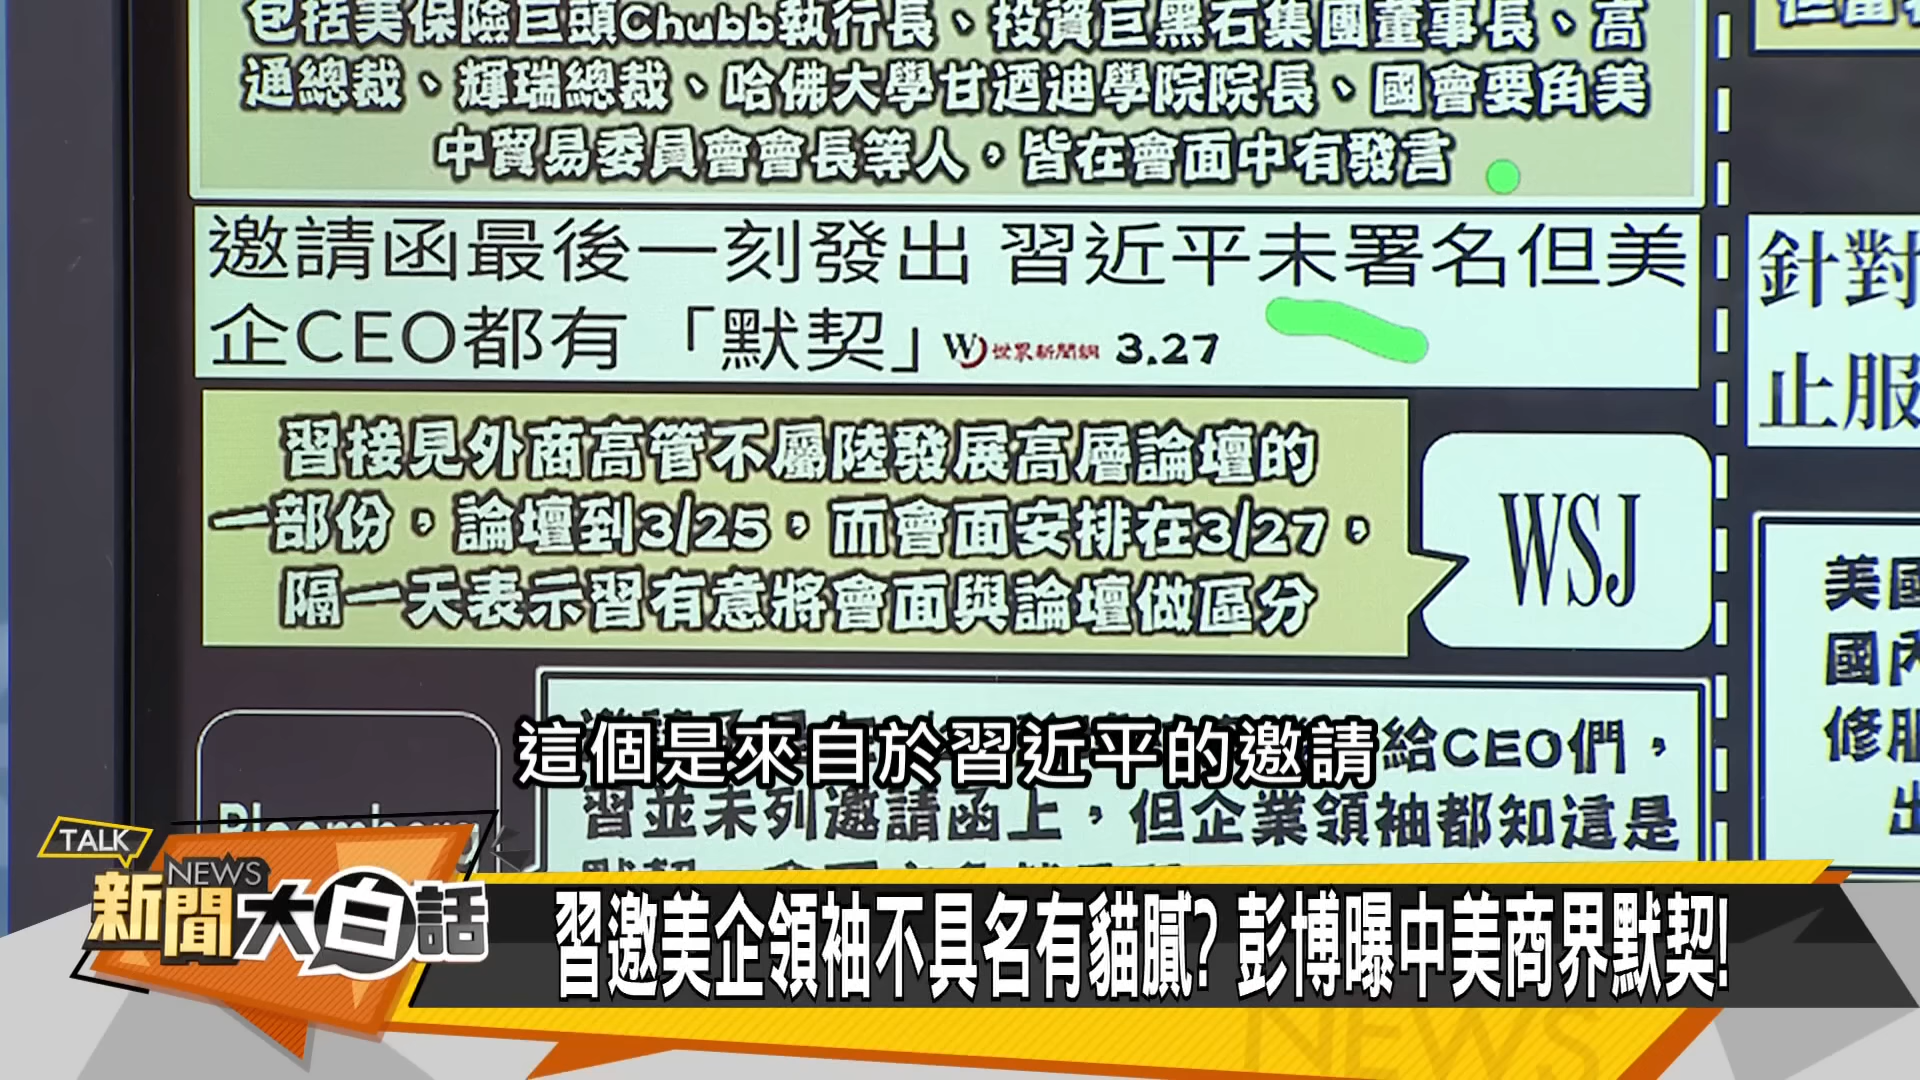 包括美保險巨頭Chubb執行長、投資巨黑石集團董事長、高
通總裁、輝瑞總裁、哈佛大學甘迺迪學院院長、國會要角美
中貿易委員會會長等人，皆在會面中有發言
邀請函最後一刻發出 習近平未署名但美
企CEO都有「默契」 W 世界新聞網 3.27
習接見外商高管不屬陸發展高層論壇的
一部份，論壇到3/25，而會面安排在3/27，
隔一天表示習有意將會面與論壇做區分
WSJ
針對
止服
美國
國內
修服
出
給CEO們，
習並未列邀請函上，但企業領袖都知這是
Bloomberg
這個是來自於習近平的邀請
TALK
NEWS
新聞大白話
習邀美企領袖不具名有貓膩? 彭博曝中美商界默契!
NEWS